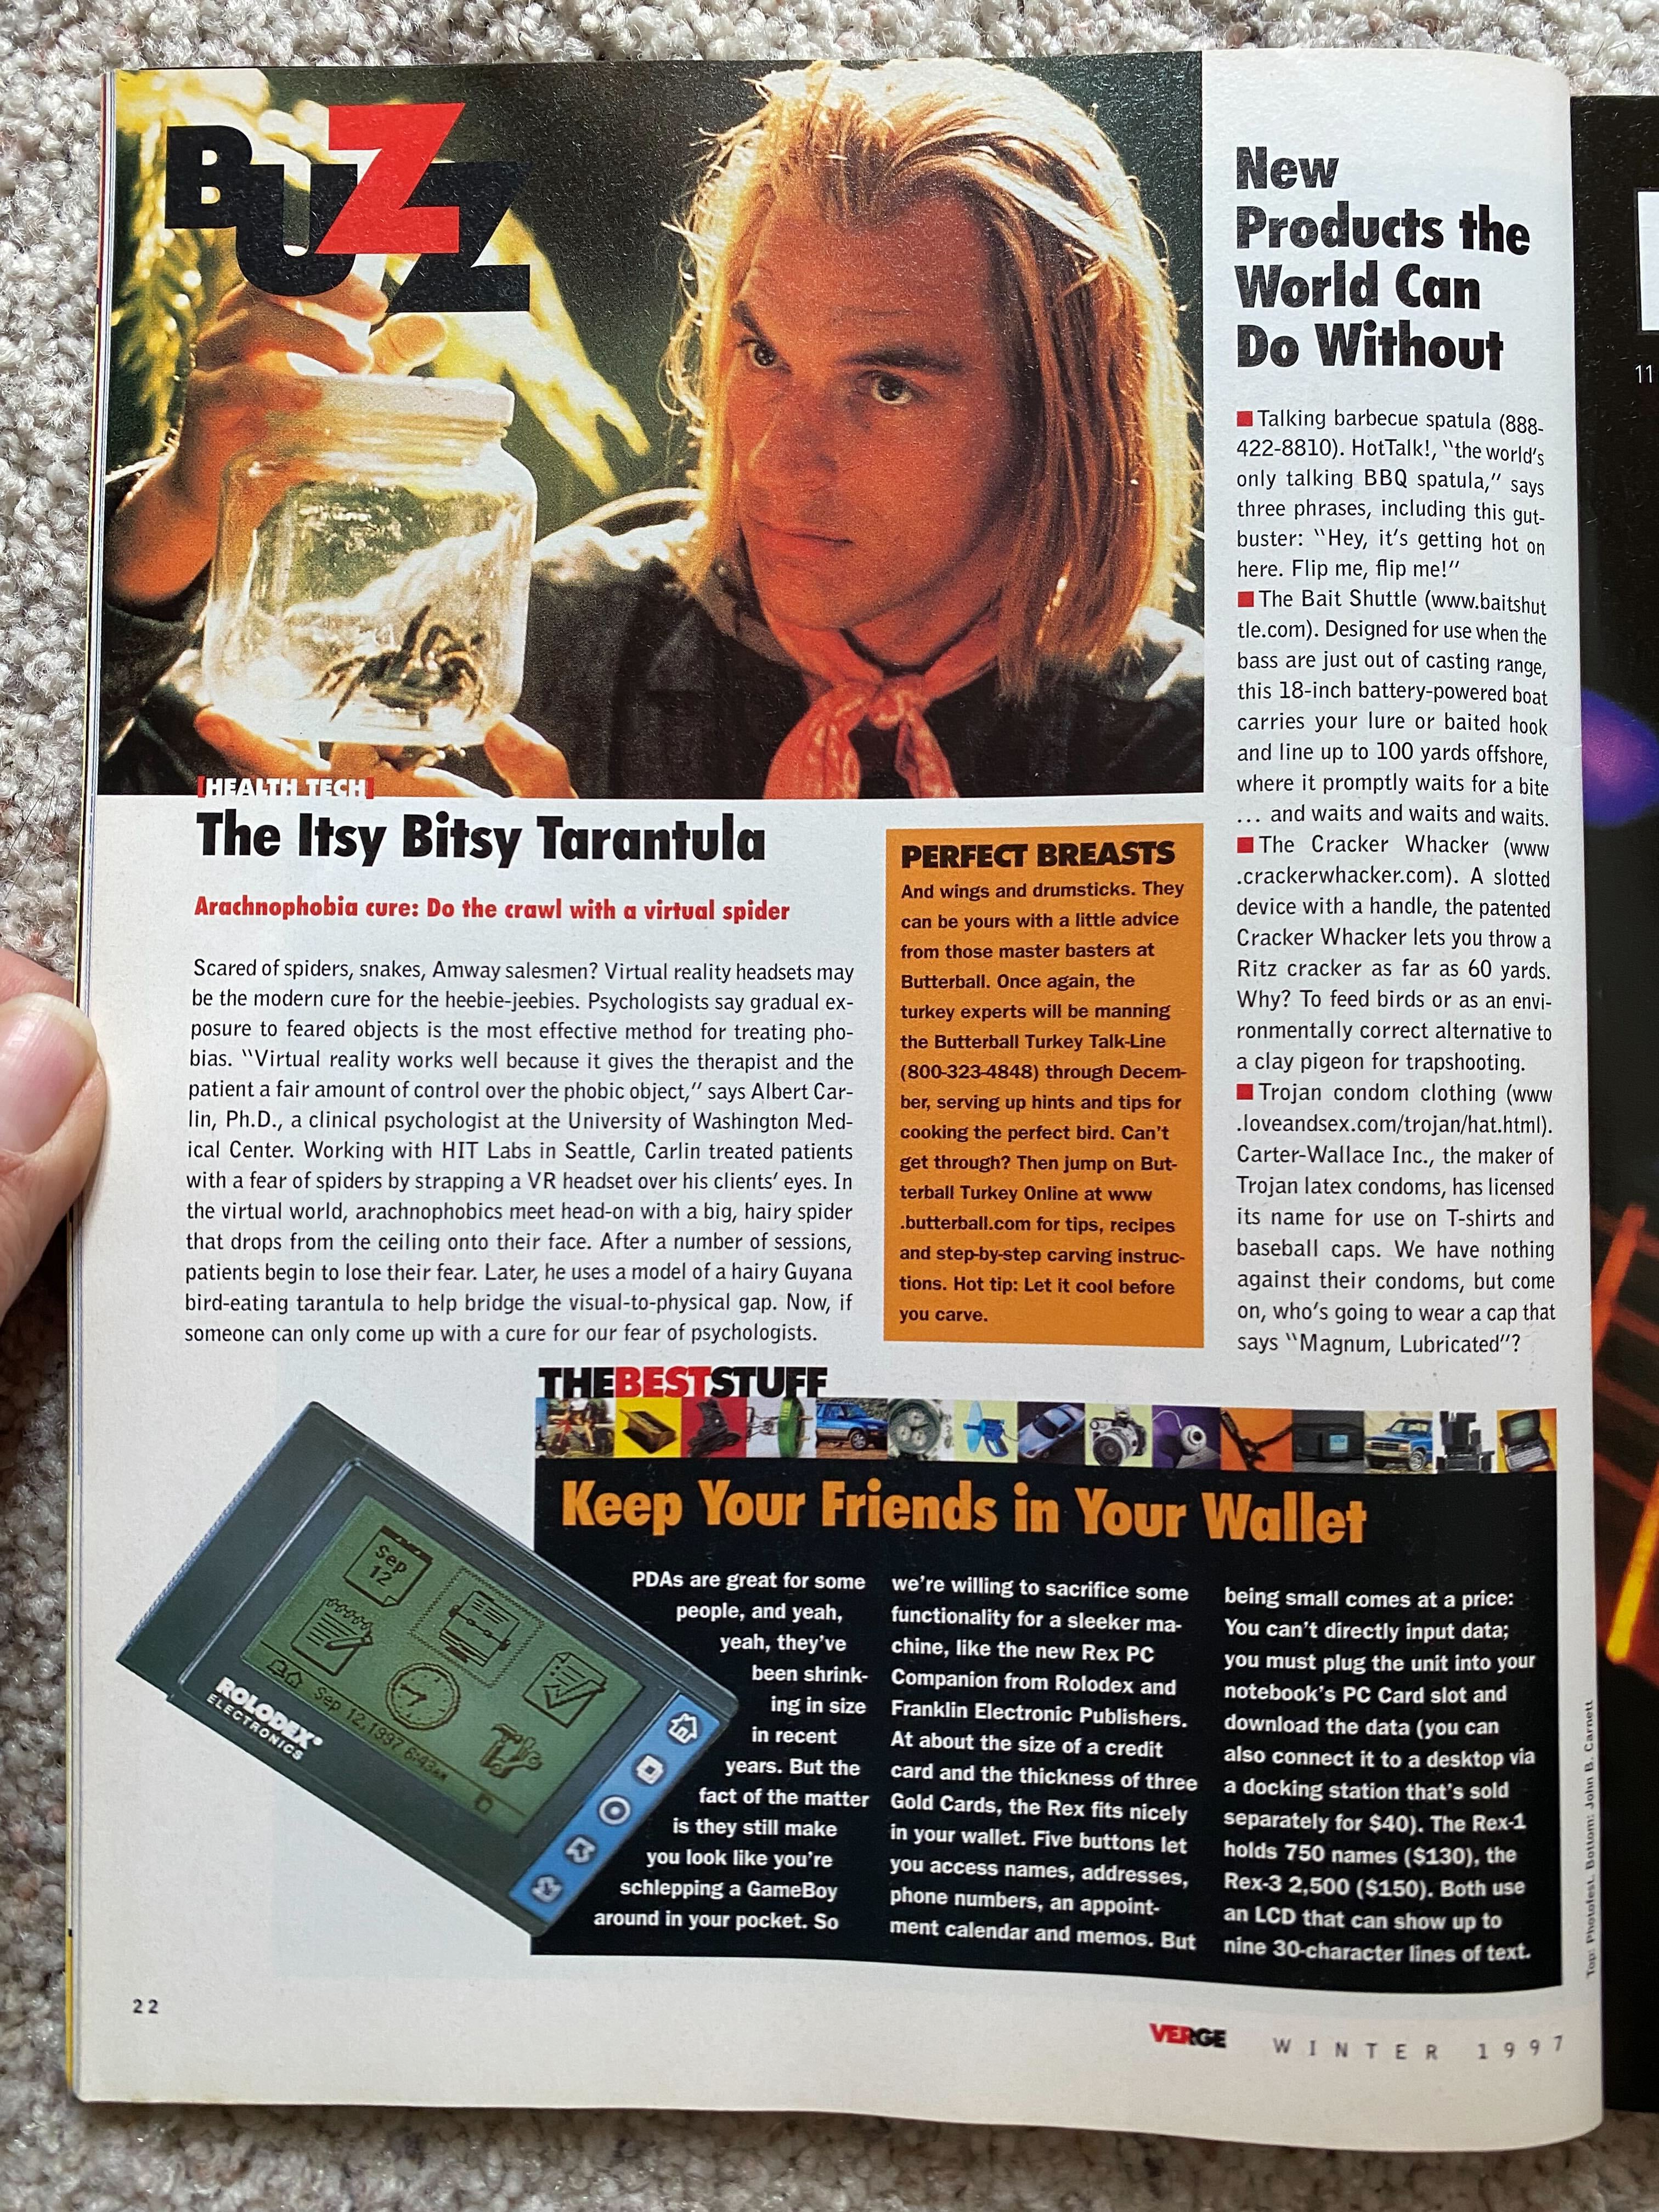 BUZZ
[HEALTH TECH]
The Itsy Bitsy Tarantula
Arachnophobia cure: Do the crawl with a virtual spider
Scared of spiders, snakes, Amway salesmen? Virtual reality headsets may
be the modern cure for the heebie-jeebies. Psychologists say gradual ex-
posure to feared objects is the most effective method for treating pho-
bias. "Virtual reality works well because it gives the therapist and the
patient a fair amount of control over the phobic object," says Albert Car-
lin, Ph.D., a clinical psychologist at the University of Washington Med-
ical Center. Working with HIT Labs in Seattle, Carlin treated patients
with a fear of spiders by strapping a VR headset over his clients' eyes. In
the virtual world, arachnophobics meet head-on with a big, hairy spider
that drops from the ceiling onto their face. After a number of sessions,
patients begin to lose their fear. Later, he uses a model of a hairy Guyana
bird-eating tarantula to help bridge the visual-to-physical gap. Now, if
someone can only come up with a cure for our fear of psychologists.
PERFECT BREASTS
And wings and drumsticks. They
can be yours with a little advice
from those master basters at
Butterball. Once again, the
turkey experts will be manning
the Butterball Turkey Talk-Line
(800-323-4848) through Decem-
ber, serving up hints and tips for
cooking the perfect bird. Can't
get through? Then jump on But-
terball Turkey Online at www
.butterball.com for tips, recipes
and step-by-step carving instruc-
tions. Hot tip: Let it cool before
you carve.
New
Products the
World Can
Do Without
■ Talking barbecue spatula (888-
422-8810). HotTalk!, "the world's
only talking BBQ spatula," says
three phrases, including this gut-
buster: "Hey, it's getting hot on
here. Flip me, flip me!"
■ The Bait Shuttle (www.baitshut
tle.com). Designed for use when the
bass are just out of casting range,
this 18-inch battery-powered boat
carries your lure or baited hook
and line up to 100 yards offshore,
where it promptly waits for a bite
... and waits and waits and waits.
■ The Cracker Whacker (www
.crackerwhacker.com). A slotted
device with a handle, the patented
Cracker Whacker lets you throw a
Ritz cracker as far as 60 yards.
Why? To feed birds or as an envi-
ronmentally correct alternative to
a clay pigeon for trapshooting.
■ Trojan condom clothing (www
.loveandsex.com/trojan/hat.html).
Carter-Wallace Inc., the maker of
Trojan latex condoms, has licensed
its name for use on T-shirts and
baseball caps. We have nothing
against their condoms, but come
on, who's going to wear a cap that
says "Magnum, Lubricated"?
THEBESTSTUFF
Keep Your Friends in Your Wallet
PDAs are great for some
people, and yeah,
yeah, they've
been shrink-
ing in size
in recent
years. But the
fact of the matter
is they still make
you look like you're
schlepping a GameBoy
around in your pocket. So
we're willing to sacrifice some
functionality for a sleeker ma-
chine, like the new Rex PC
Companion from Rolodex and
Franklin Electronic Publishers.
At about the size of a credit
card and the thickness of three
Gold Cards, the Rex fits nicely
in your wallet. Five buttons let
you access names, addresses,
phone numbers, an appoint-
ment calendar and memos. But
being small comes at a price:
You can't directly input data;
you must plug the unit into your
notebook's PC Card slot and
download the data (you can
also connect it to a desktop via
a docking station that's sold
separately for $40). The Rex-1
holds 750 names ($130), the
Rex-3 2,500 ($150). Both use
an LCD that can show up to
nine 30-character lines of text.
Sep
12
Sep 12,1997 6:43AM
ROLODEX®
ELECTRONICS
Top: Photofest. Bottom: John B. Carnett
22
VERGE WINTER 1997
11